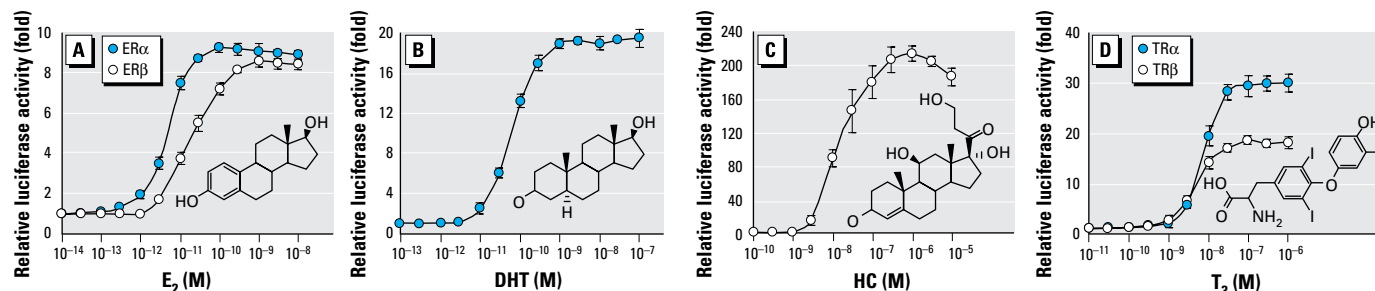 A
ERα
ERβ
Relative luciferase activity (fold)
10
8
6
4
2
0
10⁻¹⁴ 10⁻¹³ 10⁻¹² 10⁻¹¹ 10⁻¹⁰ 10⁻⁹ 10⁻⁸
E₂ (M)
OH
HO
B
Relative luciferase activity (fold)
25
20
15
10
5
0
10⁻¹³ 10⁻¹² 10⁻¹¹ 10⁻¹⁰ 10⁻⁹ 10⁻⁸ 10⁻⁷
DHT (M)
OH
O
H
C
Relative luciferase activity (fold)
240
200
160
120
80
40
0
10⁻¹⁰ 10⁻⁹ 10⁻⁸ 10⁻⁷ 10⁻⁶ 10⁻⁵
HC (M)
HO
O
HO
OH
O
D
TRα
TRβ
Relative luciferase activity (fold)
40
30
20
10
0
10⁻¹¹ 10⁻¹⁰ 10⁻⁹ 10⁻⁸ 10⁻⁷ 10⁻⁶
T₃ (M)
OH
I
O
HO
O
NH₂
I